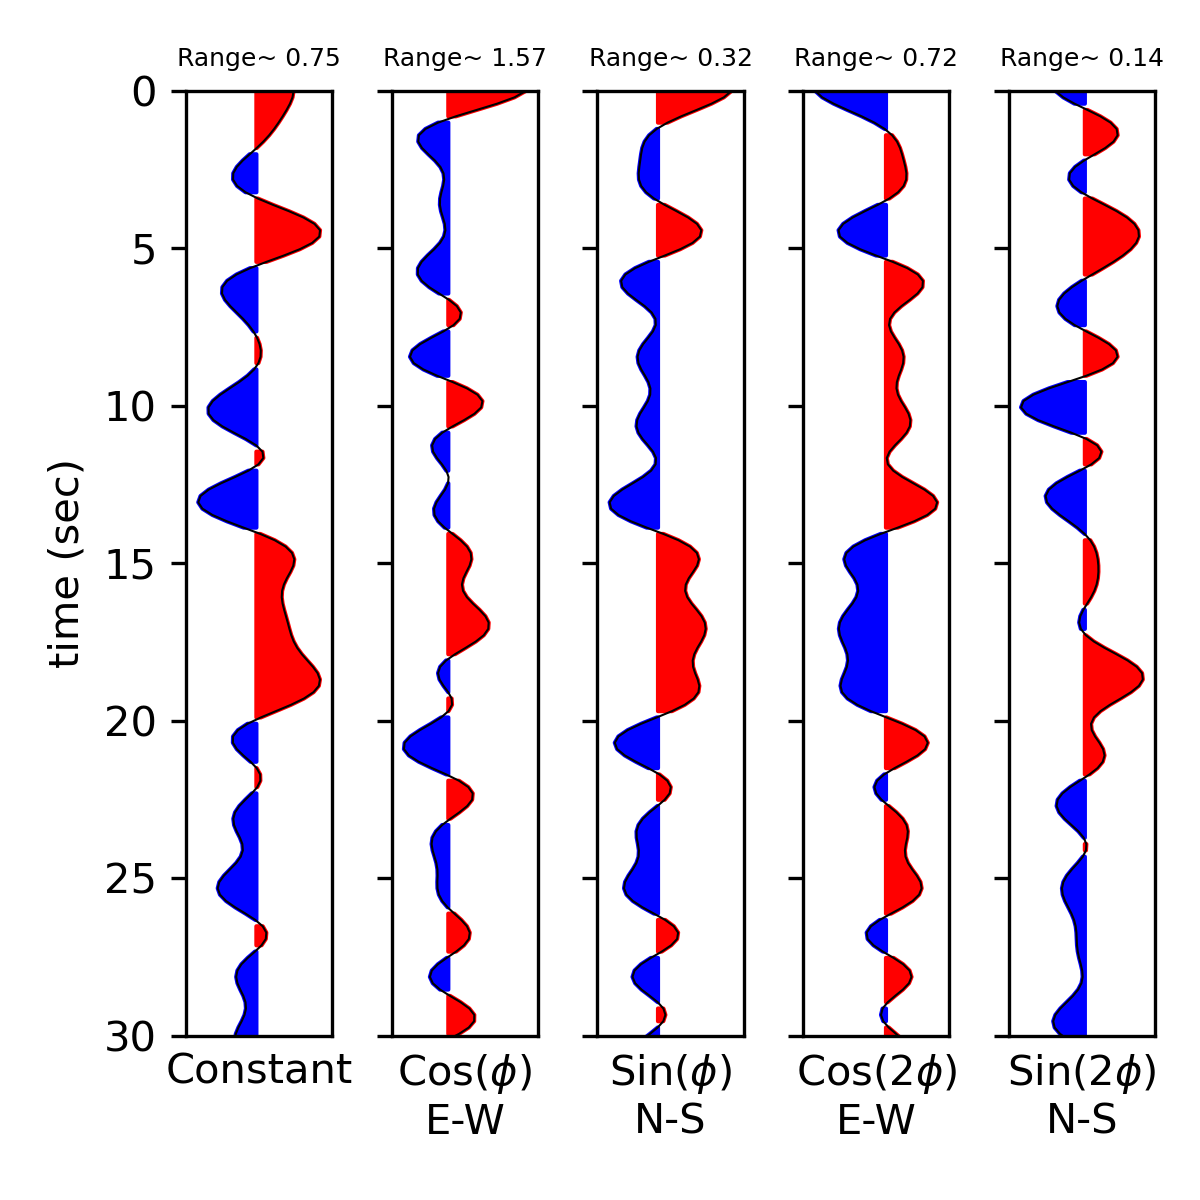 Range~ 0.75 Range~ 1.57 Range~ 0.32 Range~ 0.72 Range~ 0.14
0
5
10
15
20
25
30
time (sec)
Constant Cos(ϕ) Sin(ϕ) Cos(2ϕ) Sin(2ϕ)
E-W N-S E-W N-S